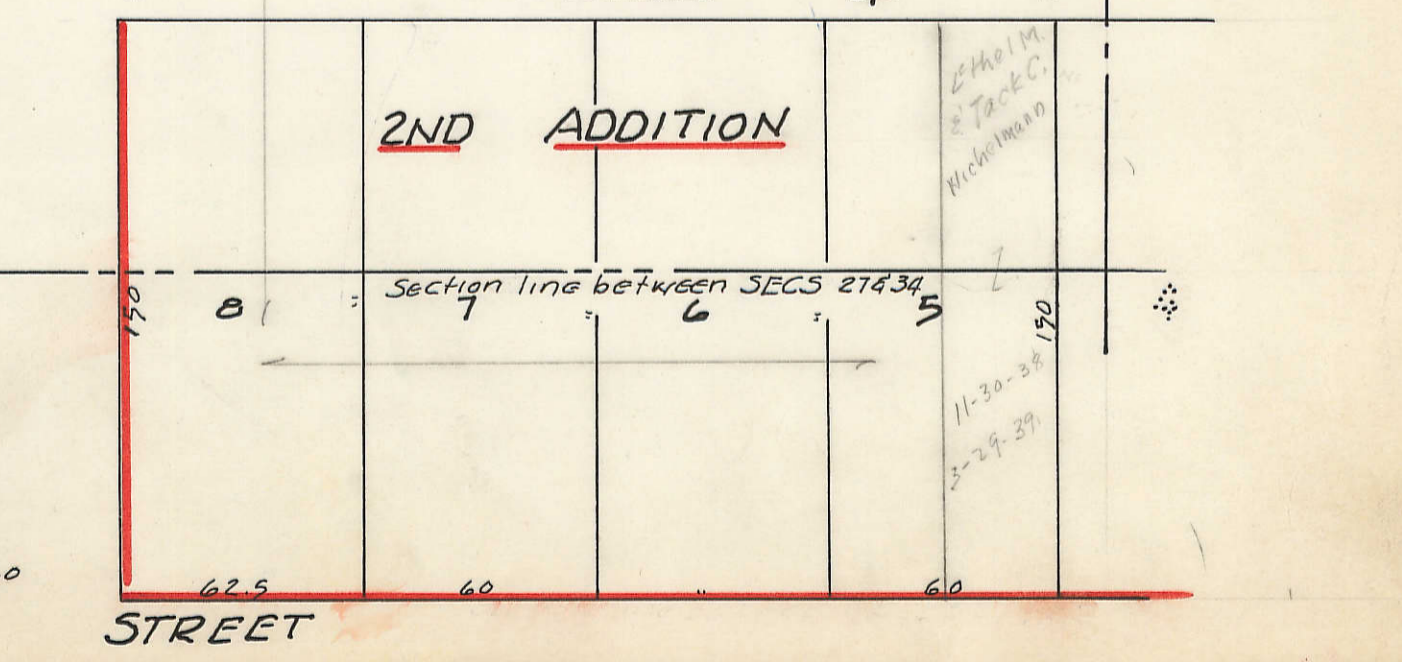 Ethel M.
& Jack C.
Wichelmann
2ND ADDITION
Section line between SECS 27&34
150 8 " 7 " 6 " 5 150
11-30-38
3-29-39
62.5 60 " 60
STREET